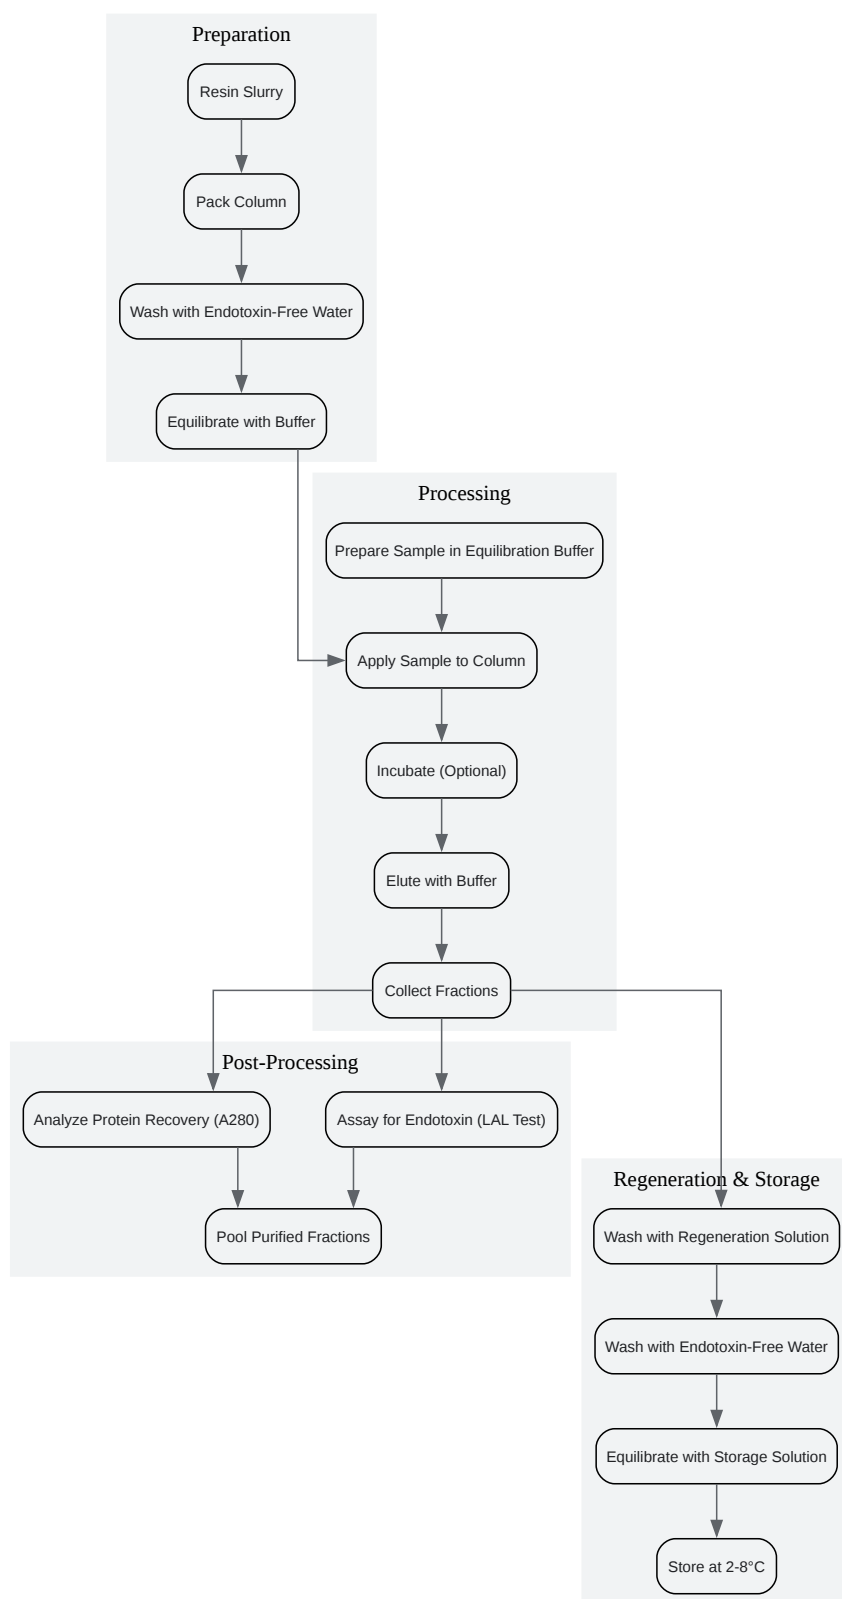 Preparation
Resin Slurry
Pack Column
Wash with Endotoxin-Free Water
Equilibrate with Buffer
Processing
Prepare Sample in Equilibration Buffer
Apply Sample to Column
Incubate (Optional)
Elute with Buffer
Collect Fractions
Post-Processing
Analyze Protein Recovery (A280)
Assay for Endotoxin (LAL Test)
Pool Purified Fractions
Regeneration & Storage
Wash with Regeneration Solution
Wash with Endotoxin-Free Water
Equilibrate with Storage Solution
Store at 2-8°C